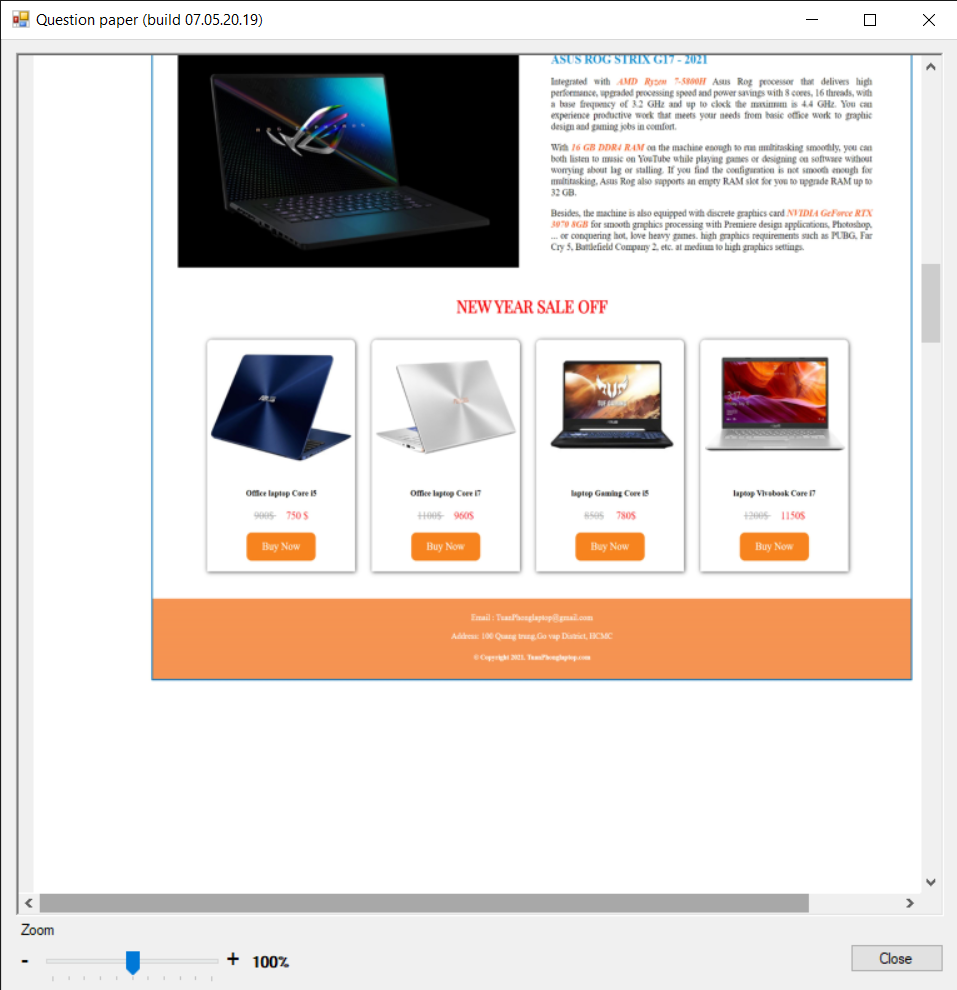 Question paper (build 07.05.20.19)
ASUS ROG STRIX G17 - 2021
Integrated with AMD Ryzen 7-5800H Asus Rog processor that delivers high
performance, upgraded processing speed and power savings with 8 cores, 16 threads, with
a base frequency of 3.2 GHz and up to clock the maximum is 4.4 GHz. You can
experience productive work that meets your needs from basic office work to graphic
design and gaming jobs in comfort.
With 16 GB DDR4 RAM on the machine enough to run multitasking smoothly, you can
both listen to music on YouTube while playing games or designing on software without
worrying about lag or stalling. If you find the configuration is not smooth enough for
multitasking, Asus Rog also supports an empty RAM slot for you to upgrade RAM up to
32 GB.
Besides, the machine is also equipped with discrete graphics card NVIDIA GeForce RTX
3070 8GB for smooth graphics processing with Premiere design applications, Photoshop,
... or conquering hot, love heavy games. high graphics requirements such as PUBG, Far
Cry 5, Battlefield Company 2, etc. at medium to high graphics settings.
NEW YEAR SALE OFF
Office laptop Core i5
900$ 750 $
Buy Now
Office laptop Core i7
1100$ 960$
Buy Now
laptop Gaming Core i5
850$ 780$
Buy Now
laptop Vivobook Core i7
1200$ 1150$
Buy Now
Email : TuanPhonglaptop@gmail.com
Address: 100 Quang trung,Go vap District, HCMC
© Copyright 2021. TuanPhonglaptop.com
Zoom
- + 100%
Close